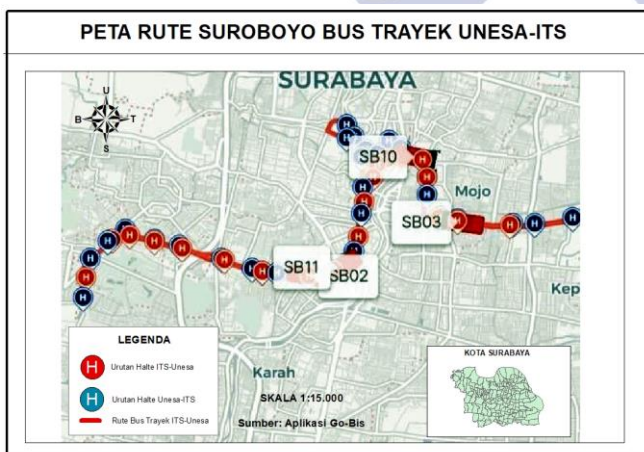 PETA RUTE SUROBOYO BUS TRAYEK UNESA-ITS
U
B
T
S
SURABAYA
SB10
Mojo
SB03
SB11
SB02
Kep
Karah
LEGENDA
H Urutan Halte ITS-Unesa
H Urutan Halte Unesa-ITS
Rute Bus Trayek ITS-Unesa
SKALA 1:15.000
Sumber: Aplikasi Go-Bis
KOTA SURABAYA